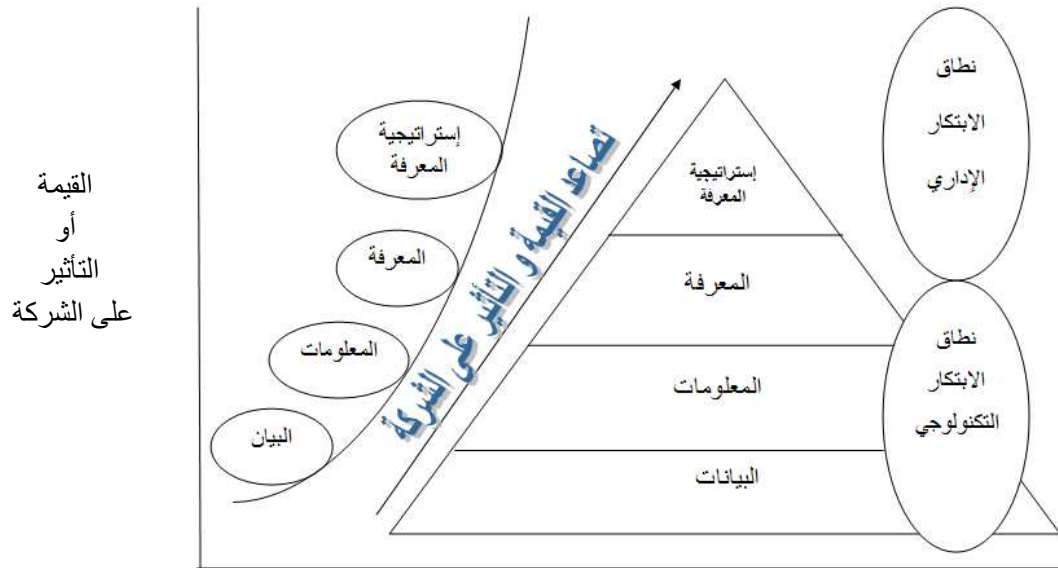 القيمة
أو
التأثير
على الشركة
إستراتيجية
المعرفة
المعرفة
المعلومات
البيان
تصاعد القيمة و التأثير علي الشركة
إستراتيجية
المعرفة
المعرفة
المعلومات
البيانات
نطاق
الابتكار
الإداري
نطاق
الابتكار
التكنولوجي